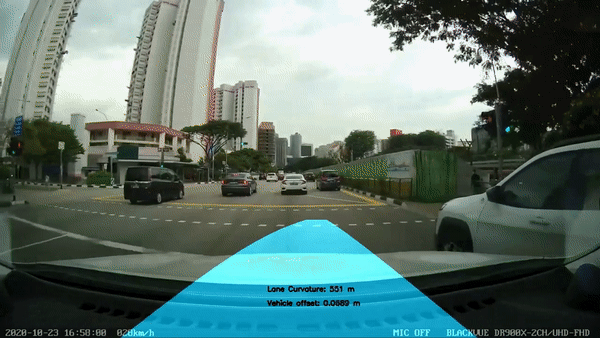 Lane Curvature: 551 m
Vehicle offset: 0.0889 m
2020-10-23 16:58:00 020km/h
MIC OFF BLACKVUE DR900X-2CH/UHD-FHD